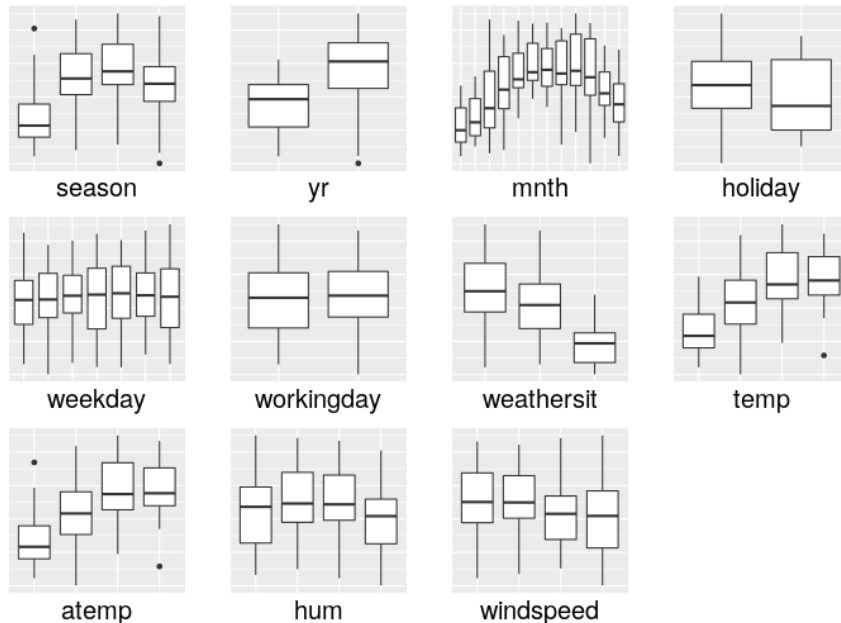 season yr mnth holiday
weekday workingday weathersit temp
atemp hum windspeed